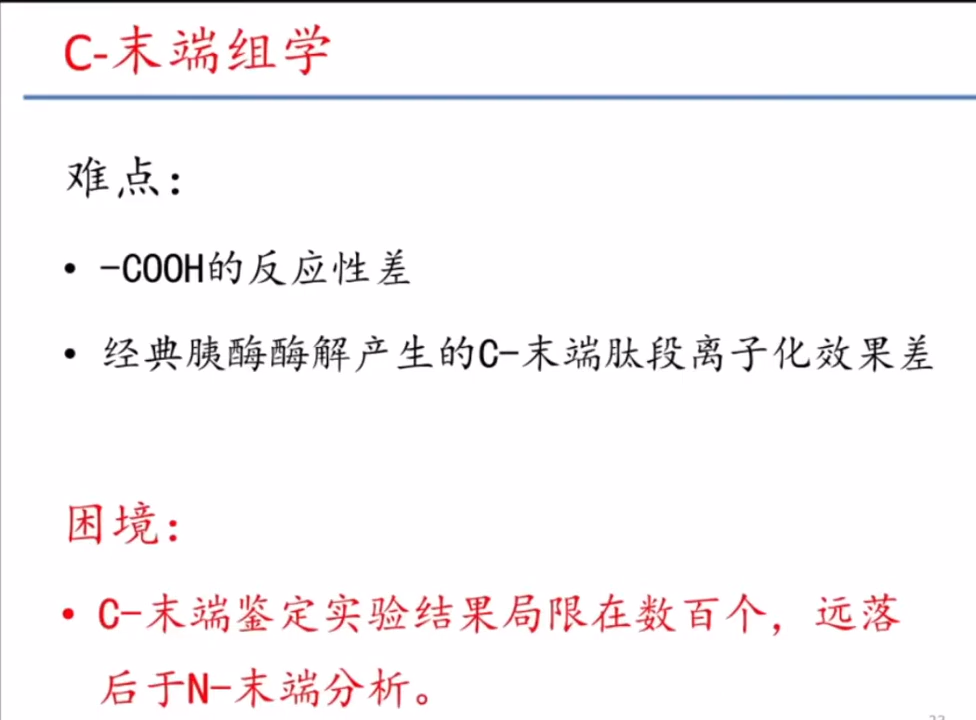 C-末端组学
难点：
• -COOH的反应性差
• 经典胰酶酶解产生的C-末端肽段离子化效果差
困境：
• C-末端鉴定实验结果局限在数百个，远落
后于N-末端分析。